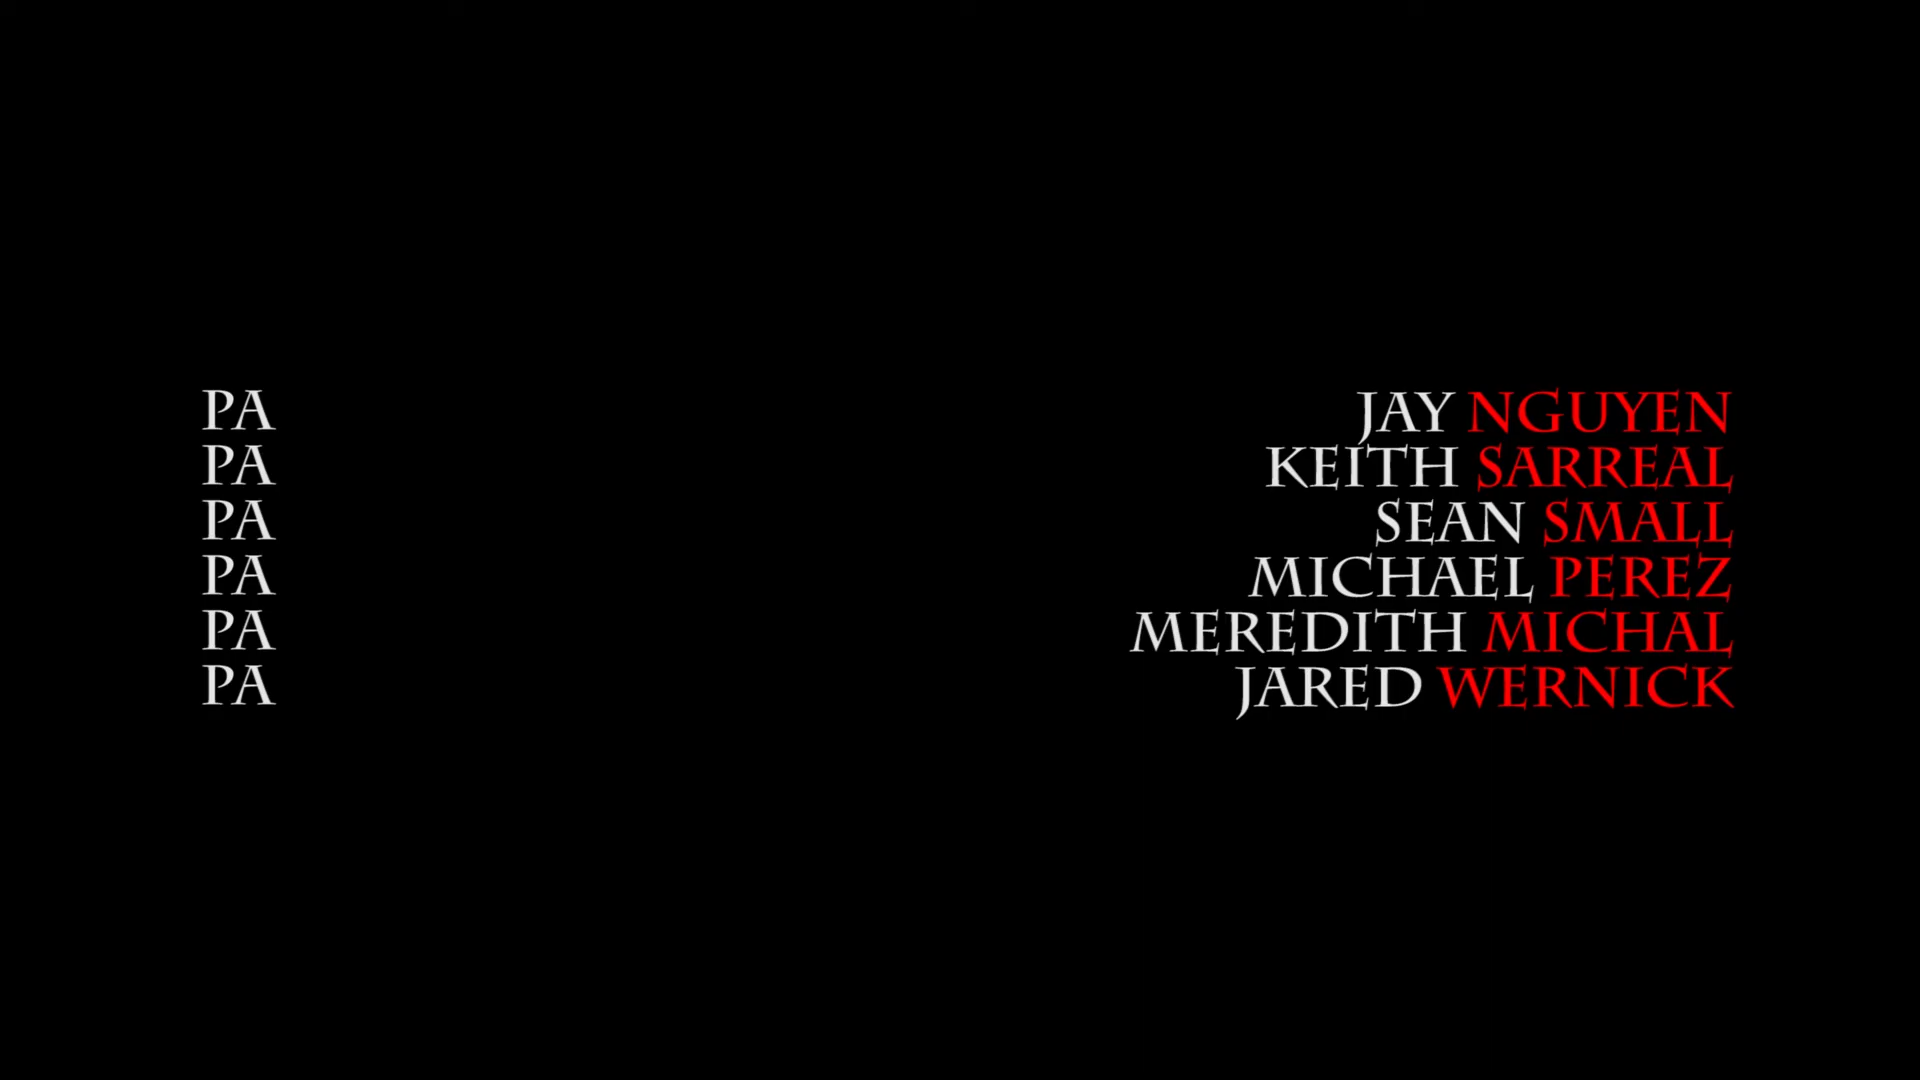 PA JAY NGUYEN
PA KEITH SARREAL
PA SEAN SMALL
PA MICHAEL PEREZ
PA MEREDITH MICHAL
PA JARED WERNICK